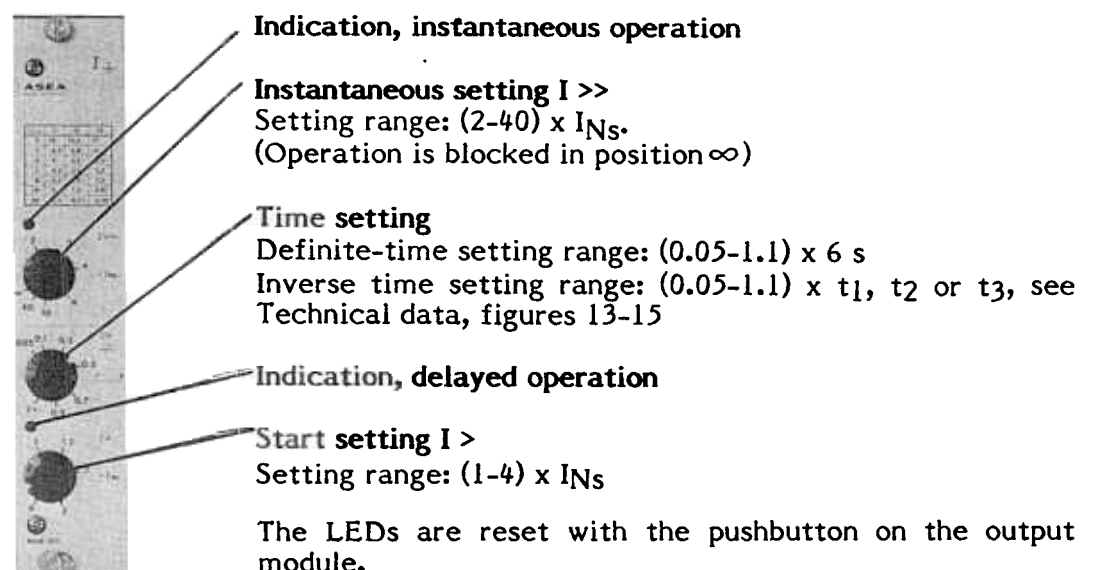 Indication, instantaneous operation
Instantaneous setting I >>
Setting range: (2-40) x INs.
(Operation is blocked in position ∞)
Time setting
Definite-time setting range: (0.05-1.1) x 6 s
Inverse time setting range: (0.05-1.1) x t1, t2 or t3, see
Technical data, figures 13-15
Indication, delayed operation
Start setting I >
Setting range: (1-4) x INs
The LEDs are reset with the pushbutton on the output
module.
ASEA